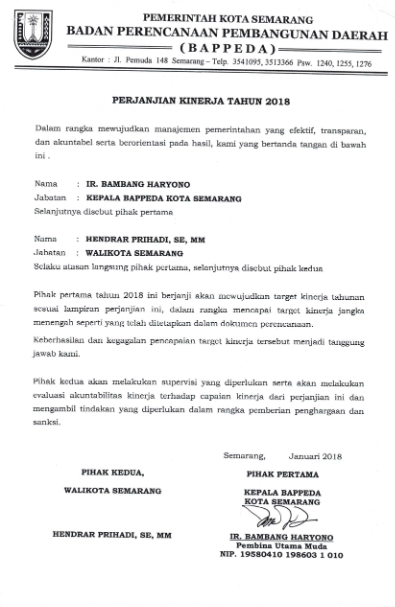 PEMERINTAH KOTA SEMARANG
BADAN PERENCANAAN PEMBANGUNAN DAERAH
( B A P P E D A )
Kantor : Jl. Pemuda 148 Semarang – Telp. 3541095, 3513366 Psw. 1240, 1255, 1276
PERJANJIAN KINERJA TAHUN 2018
Dalam rangka mewujudkan manajemen pemerintahan yang efektif, transparan,
dan akuntabel serta berorientasi pada hasil, kami yang bertanda tangan di bawah
ini .
Nama : IR. BAMBANG HARYONO
Jabatan : KEPALA BAPPEDA KOTA SEMARANG
Selanjutnya disebut pihak pertama
Nama : HENDRAR PRIHADI, SE, MM
Jabatan : WALIKOTA SEMARANG
Selaku atasan langsung pihak pertama, selanjutnya disebut pihak kedua
Pihak pertama tahun 2018 ini berjanji akan mewujudkan target kinerja tahunan
sesuai lampiran perjanjian ini, dalam rangka mencapai target kinerja jangka
menengah seperti yang telah ditetapkan dalam dokumen perencanaan.
Keberhasilan dan kegagalan pencapaian target kinerja tersebut menjadi tanggung
jawab kami.
Pihak kedua akan melakukan supervisi yang diperlukan serta akan melakukan
evaluasi akuntabilitas kinerja terhadap capaian kinerja dari perjanjian ini dan
mengambil tindakan yang diperlukan dalam rangka pemberian penghargaan dan
sanksi.
Semarang, Januari 2018
PIHAK KEDUA,
WALIKOTA SEMARANG
HENDRAR PRIHADI, SE, MM
PIHAK PERTAMA
KEPALA BAPPEDA
KOTA SEMARANG
IR. BAMBANG HARYONO
Pembina Utama Muda
NIP. 19580410 198603 1 010